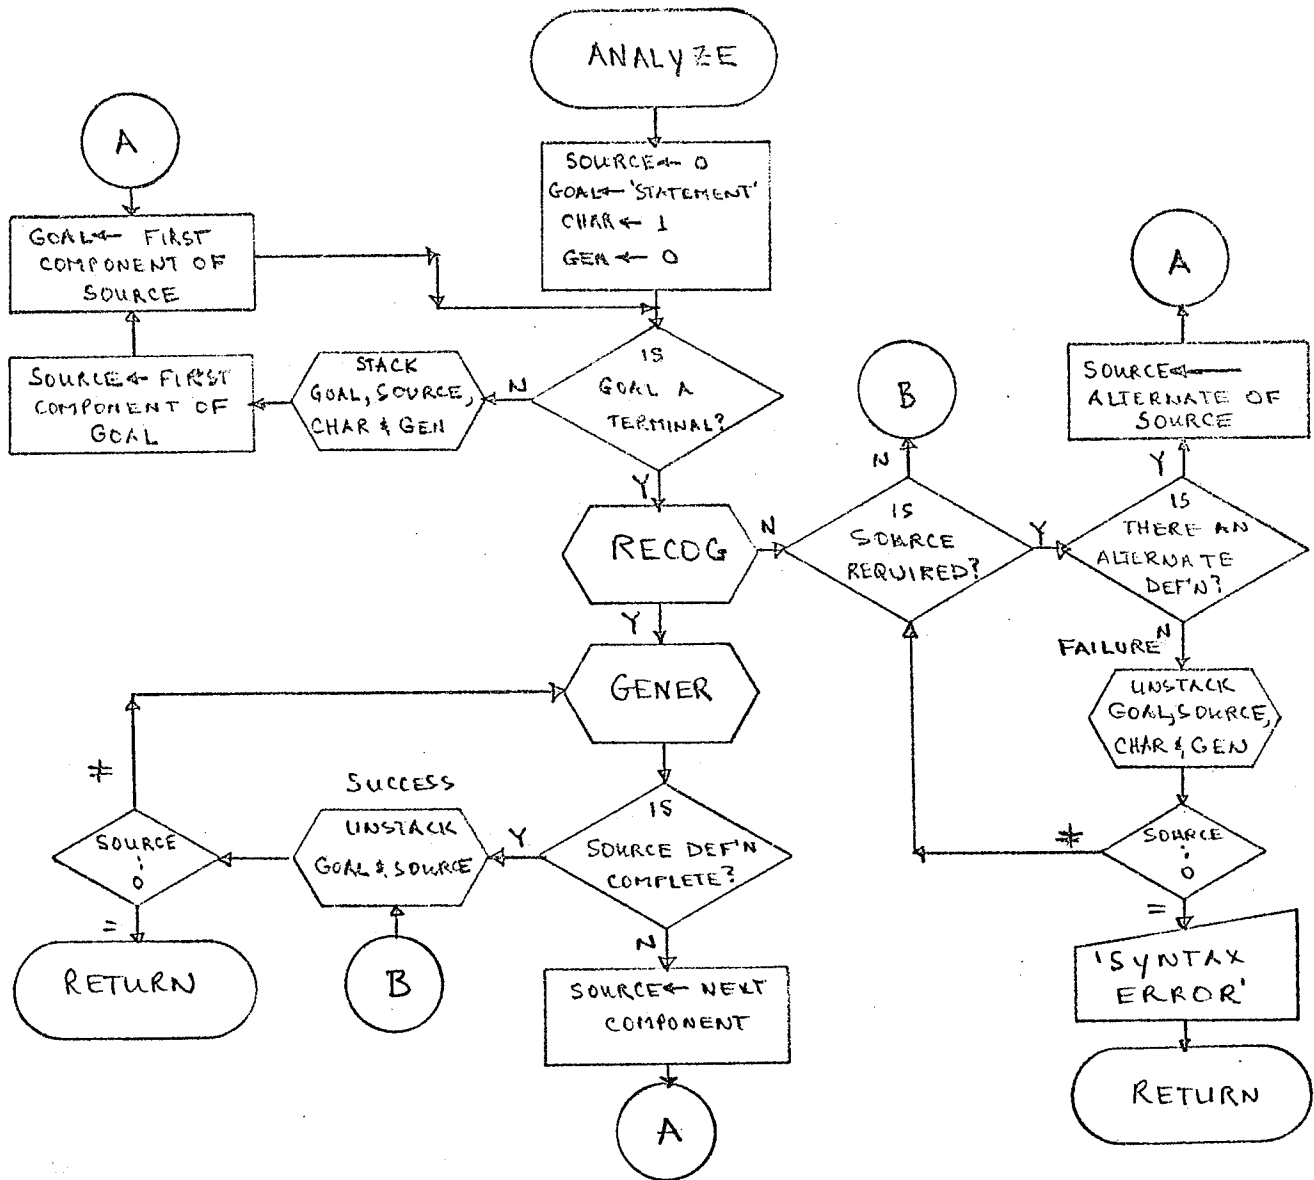 ANALYZE
A
SOURCE← 0
GOAL← 'STATEMENT'
CHAR ← 1
GEN ← 0
GOAL← FIRST
COMPONENT OF
SOURCE
A
SOURCE← FIRST
COMPONENT OF
GOAL
STACK
GOAL, SOURCE,
CHAR & GEN
N
IS
GOAL A
TERMINAL?
Y
B
N
SOURCE←
ALTERNATE OF
SOURCE
Y
RECOG
N
IS
SOURCE
REQUIRED?
Y
IS
THERE AN
ALTERNATE
DEF'N?
N
FAILURE
Y
GENER
UNSTACK
GOAL, SOURCE,
CHAR & GEN
≠
SOURCE
:
0
=
SUCCESS
UNSTACK
GOAL & SOURCE
Y
IS
SOURCE DEF'N
COMPLETE?
N
≠
SOURCE
:
0
=
RETURN
B
SOURCE← NEXT
COMPONENT
'SYNTAX
ERROR'
RETURN
A